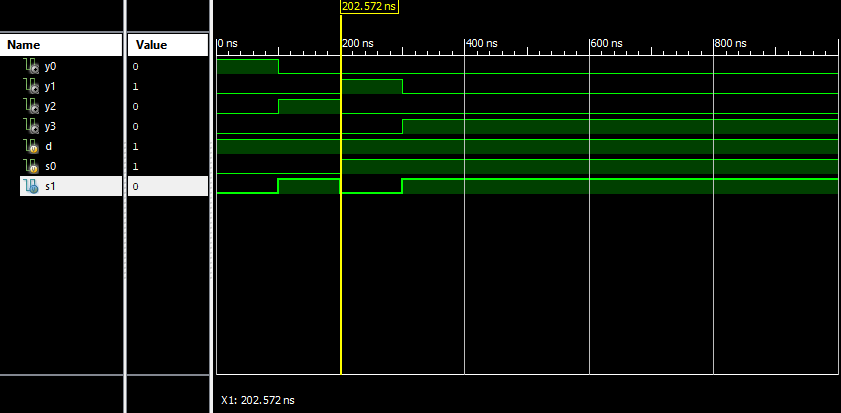 202.572 ns
Name Value
0 ns 200 ns 400 ns 600 ns 800 ns
y0 0
y1 1
y2 0
y3 0
d 1
s0 1
s1 0
X1: 202.572 ns